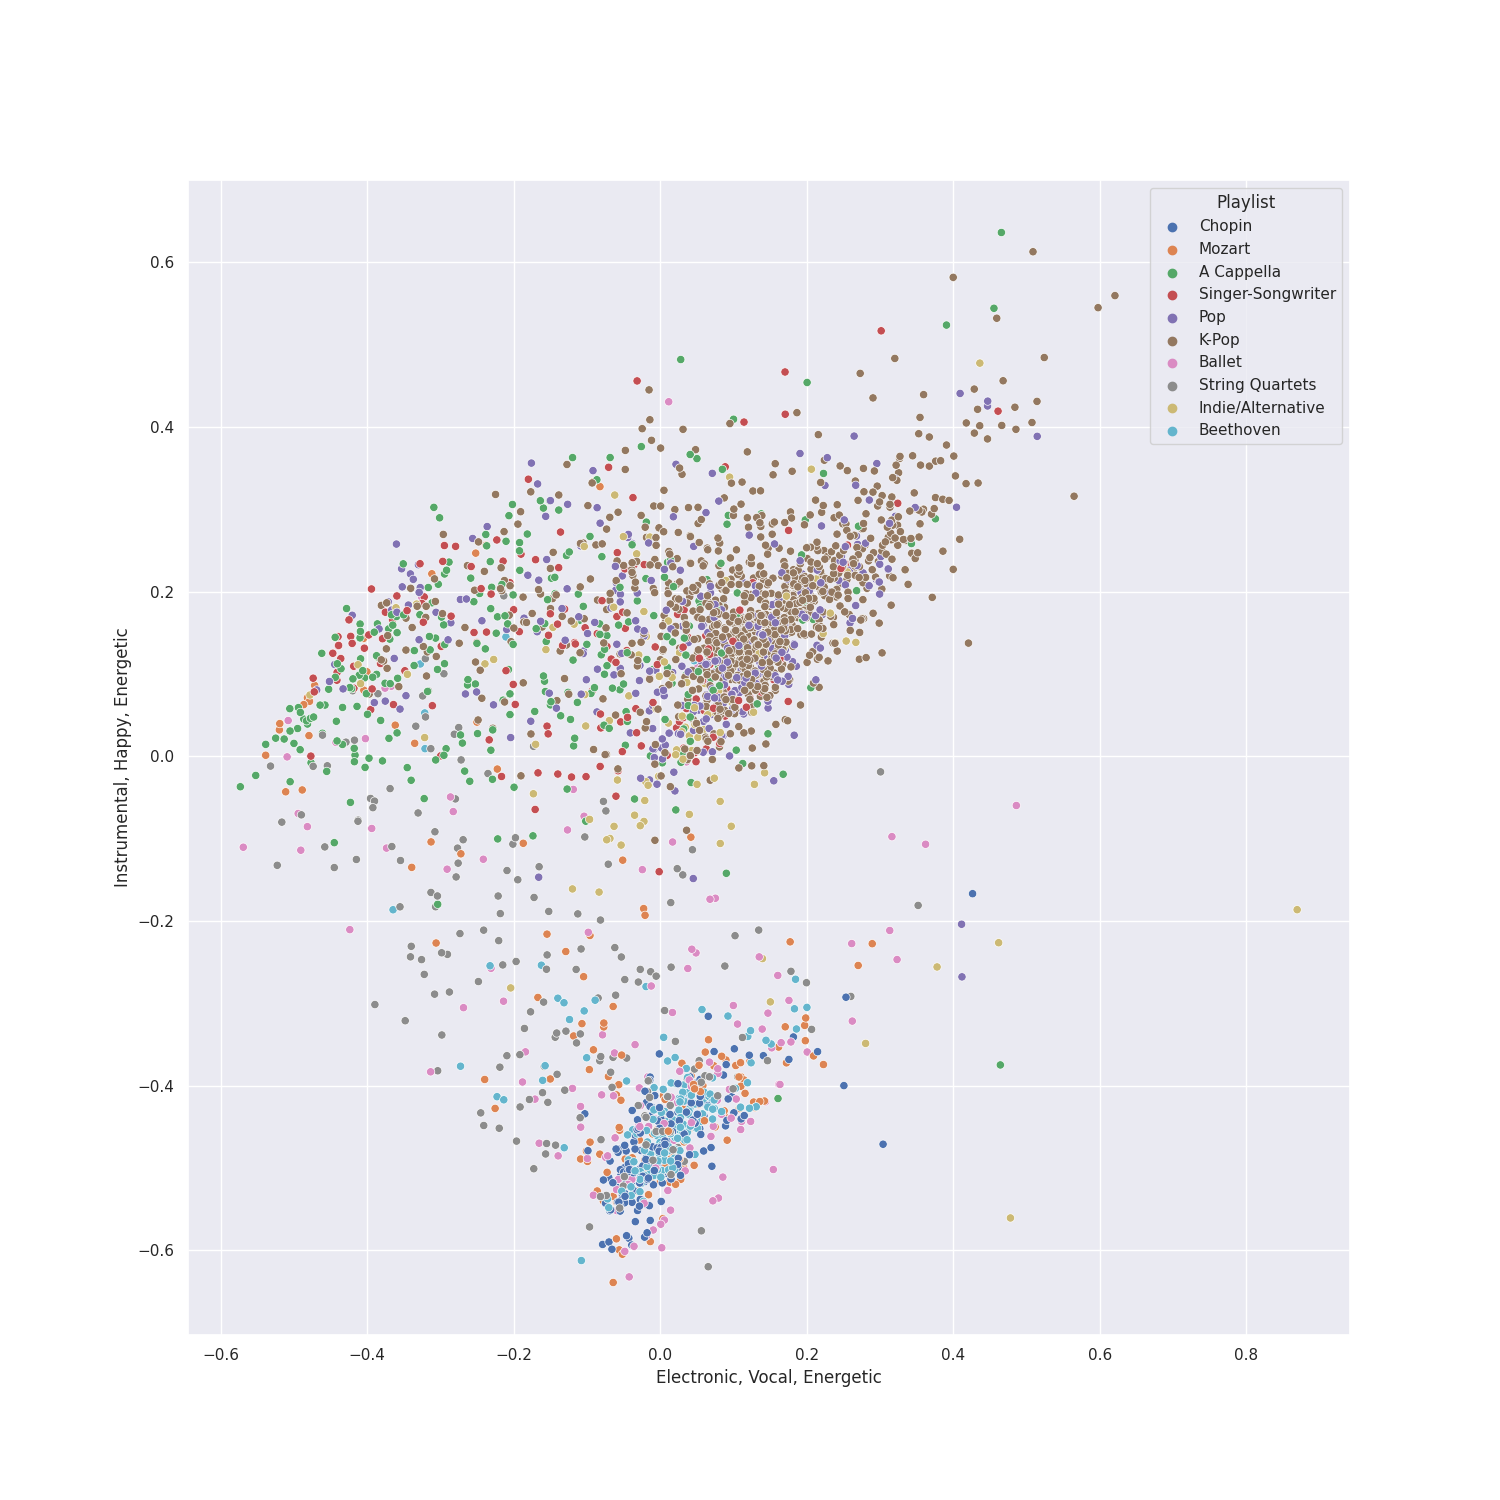 Playlist
Chopin
Mozart
A Cappella
Singer-Songwriter
Pop
K-Pop
Ballet
String Quartets
Indie/Alternative
Beethoven
Instrumental, Happy, Energetic
0.6
0.4
0.2
0.0
−0.2
−0.4
−0.6
−0.6
−0.4
−0.2
0.0
0.2
0.4
0.6
0.8
Electronic, Vocal, Energetic